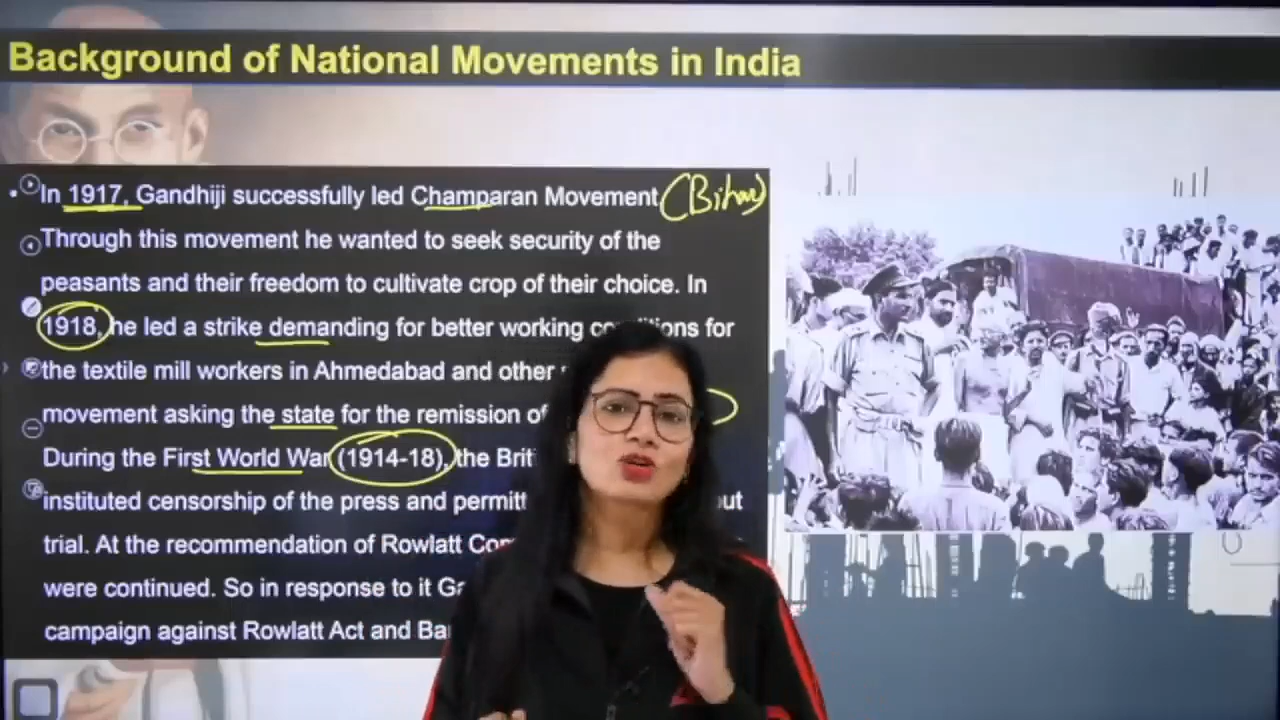 Background of National Movements in India
In 1917, Gandhiji successfully led Champaran Movement (Bihar)
Through this movement he wanted to seek security of the
peasants and their freedom to cultivate crop of their choice. In
1918, he led a strike demanding for better working conditions for
the textile mill workers in Ahmedabad and other
movement asking the state for the remission of
During the First World War (1914-18), the Brit
instituted censorship of the press and permitt out
trial. At the recommendation of Rowlatt Com
were continued. So in response to it Ga
campaign against Rowlatt Act and Ba